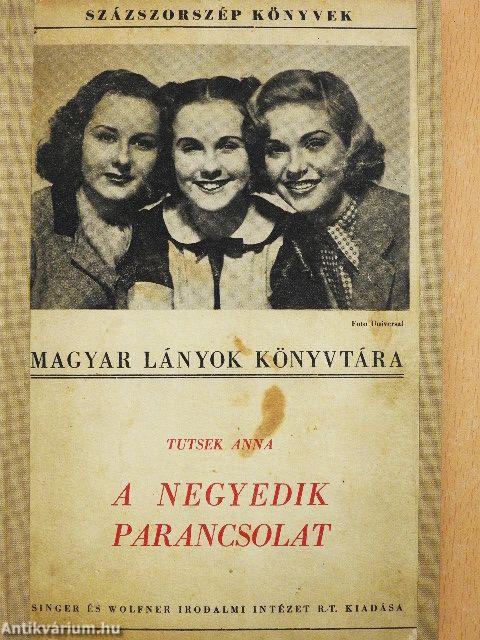 SZÁZSZORSZÉP KÖNYVEK
Foto Universal
MAGYAR LÁNYOK KÖNYVTÁRA
TUTSEK ANNA
A NEGYEDIK
PARANCSOLAT
SINGER ÉS WOLFNER IRODALMI INTÉZET R.T. KIADÁSA
Antikvárium.hu